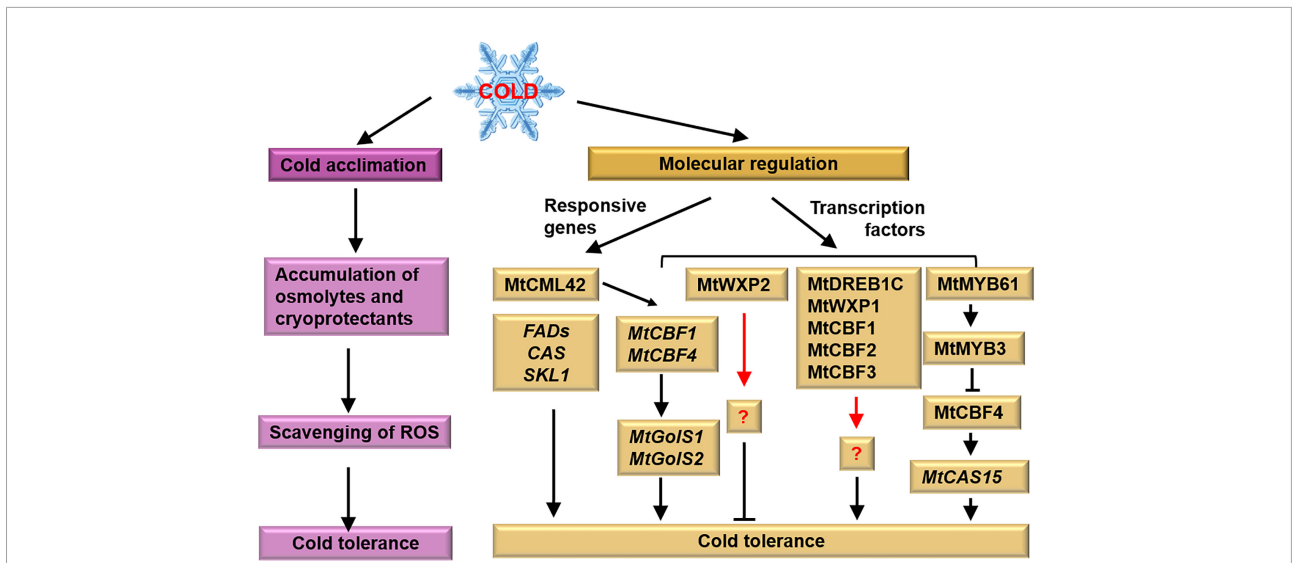 COLD
Cold acclimation
Molecular regulation
Responsive
genes
Transcription
factors
Accumulation of
osmolytes and
cryoprotectants
MtCML42
MtWXP2
MtDREB1C
MtWXP1
MtCBF1
MtCBF2
MtCBF3
MtMYB61
FADs
CAS
SKL1
MtCBF1
MtCBF4
MtMYB3
?
MtCBF4
Scavenging of ROS
MtGolS1
MtGolS2
?
MtCAS15
Cold tolerance
Cold tolerance